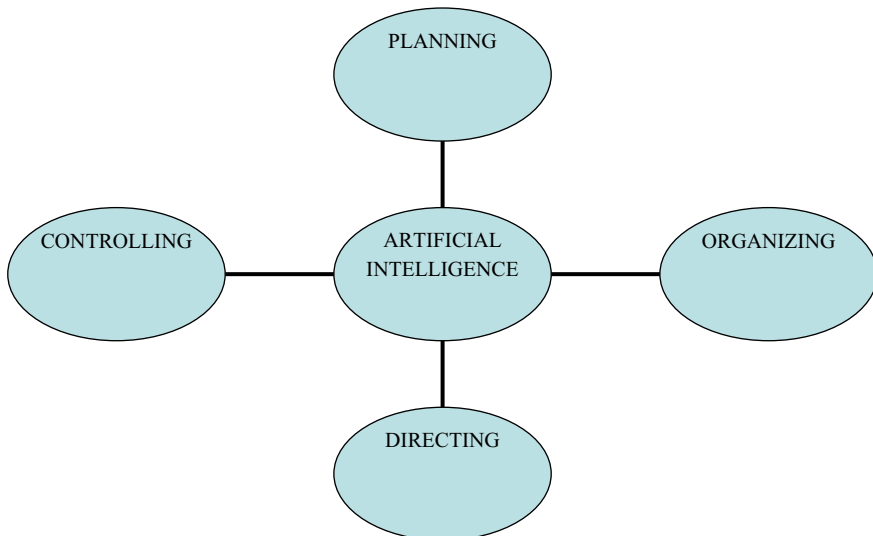 PLANNING
CONTROLLING
ARTIFICIAL
INTELLIGENCE
ORGANIZING
DIRECTING